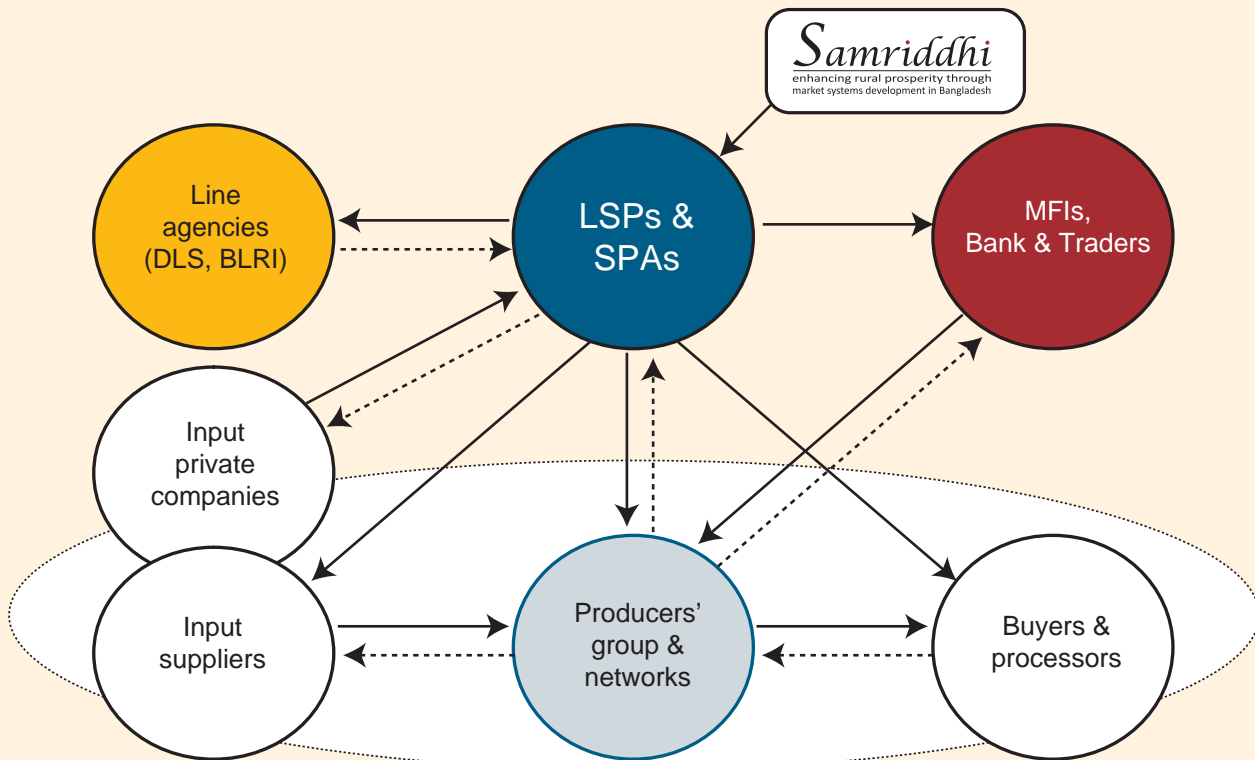 Samriddhi
enhancing rural prosperity through
market systems development in Bangladesh
Line
agencies
(DLS, BLRI)
LSPs &
SPAs
MFIs,
Bank & Traders
Input
private
companies
Input
suppliers
Producers’
group &
networks
Buyers &
processors